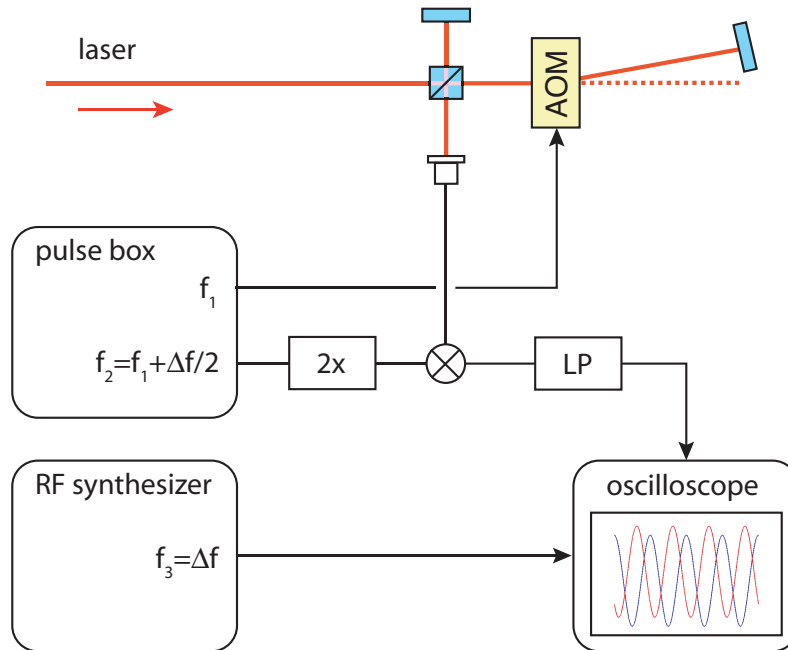 laser
AOM
pulse box
f₁
f₂=f₁+Δf/2
2x
LP
RF synthesizer
f₃=Δf
oscilloscope